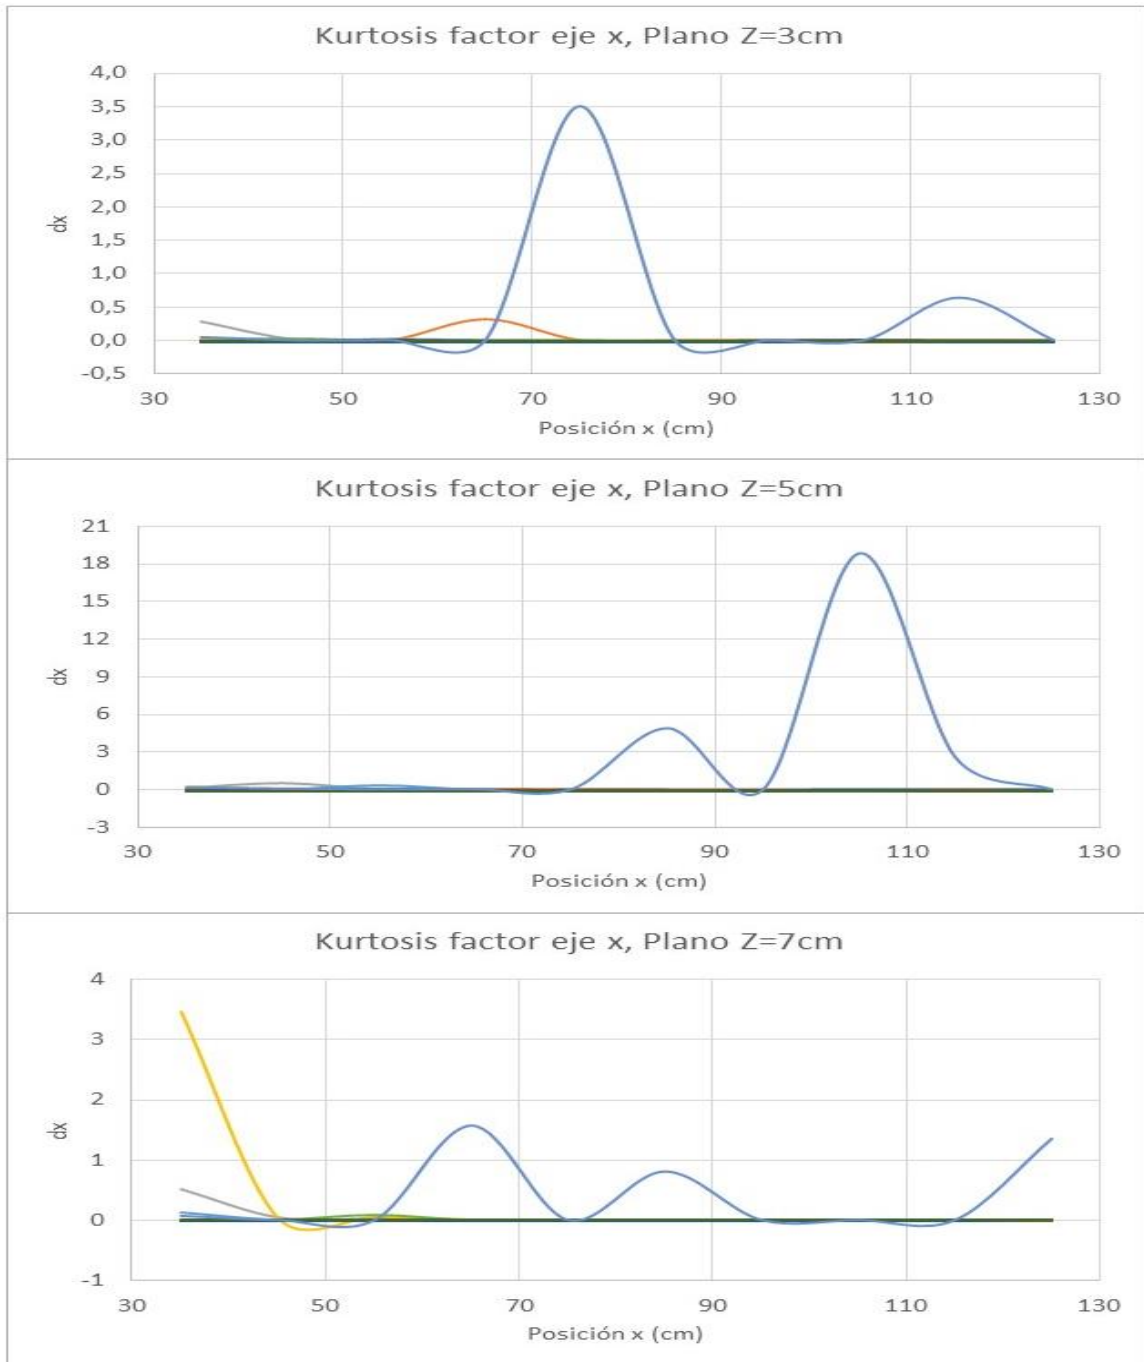 Kurtosis factor eje x, Plano Z=3cm
4,0
3,5
3,0
2,5
2,0
1,5
1,0
0,5
0,0
-0,5
dx
30 50 70 90 110 130
Posición x (cm)
Kurtosis factor eje x, Plano Z=5cm
21
18
15
12
9
6
3
0
-3
dx
30 50 70 90 110 130
Posición x (cm)
Kurtosis factor eje x, Plano Z=7cm
4
3
2
1
0
-1
dx
30 50 70 90 110 130
Posición x (cm)